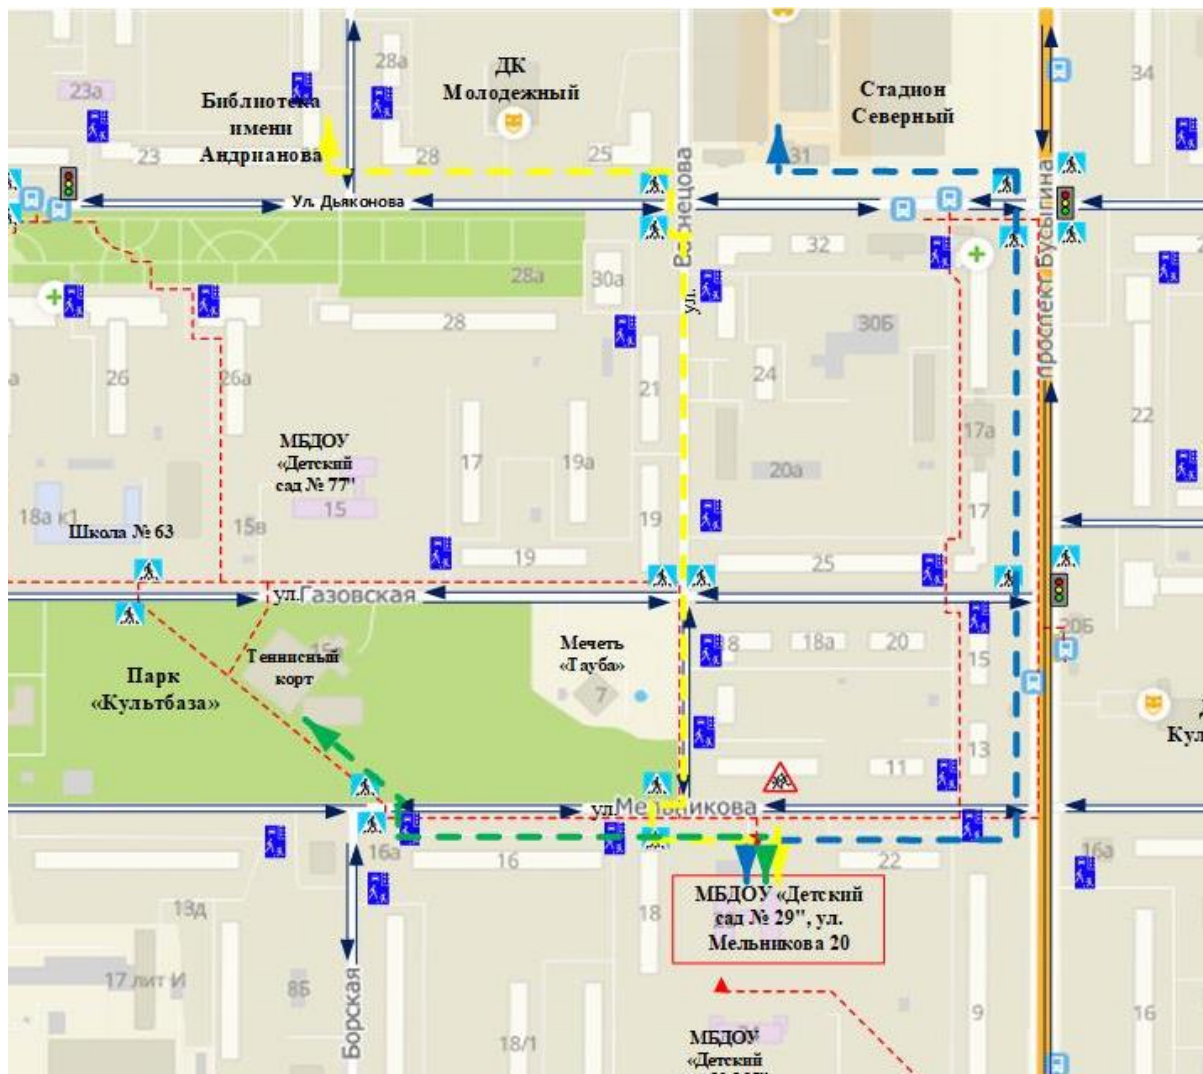 28а
ДК
Молодежный
34
23а
Библиотека
имени
Андрианова
Стадион
Северный
23
28
25
31
Ул. Дьяконова
ул.
Васнецова
проспект Бусыгина
32
28а
30а
28
30Б
26
26а
21
24
22
МБДОУ
«Детский
сад № 77"
15
17
19а
20а
17а
18а к1
Школа № 63
15в
19
17
19
25
ул.Газовская
20Б
Теннисный
корт
Мечеть
«Тауба»
7
18
18а
20
15
Парк
«Культбаза»
13
11
ул.Мельникова
16а
16
22
16а
МБДОУ «Детский
сад № 29", ул.
Мельникова 20
13д
18
17 лит И
8Б
Борская
18/1
9
16
МБДОУ
«Детский